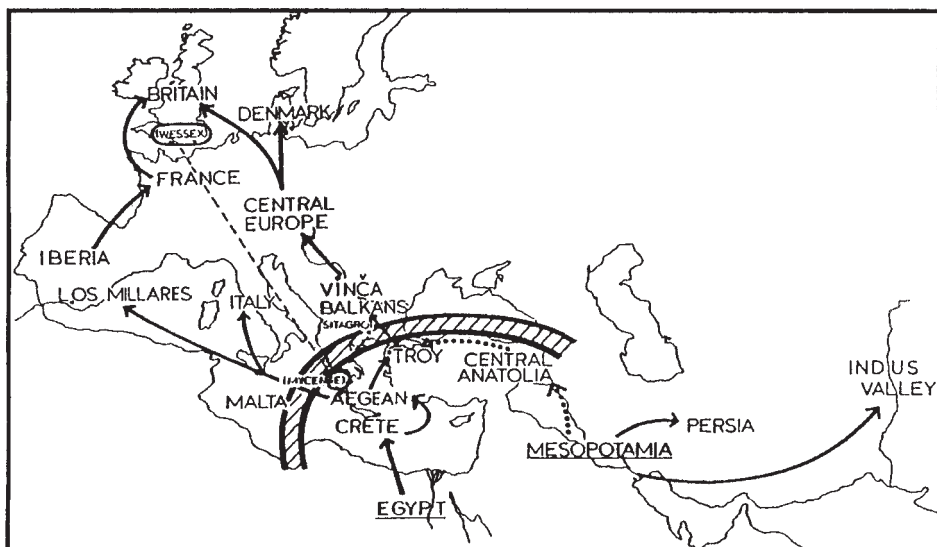 BRITAIN
DENMARK
WESSEX
FRANCE
CENTRAL
EUROPE
IBERIA
LOS MILLARES
ITALY
VINČA
BALKANS
SITAGROI
TROY
CENTRAL
ANATOLIA
INDUS
VALLEY
MALTA
AEGEAN
CRETE
MESOPOTAMIA
PERSIA
EGYPT